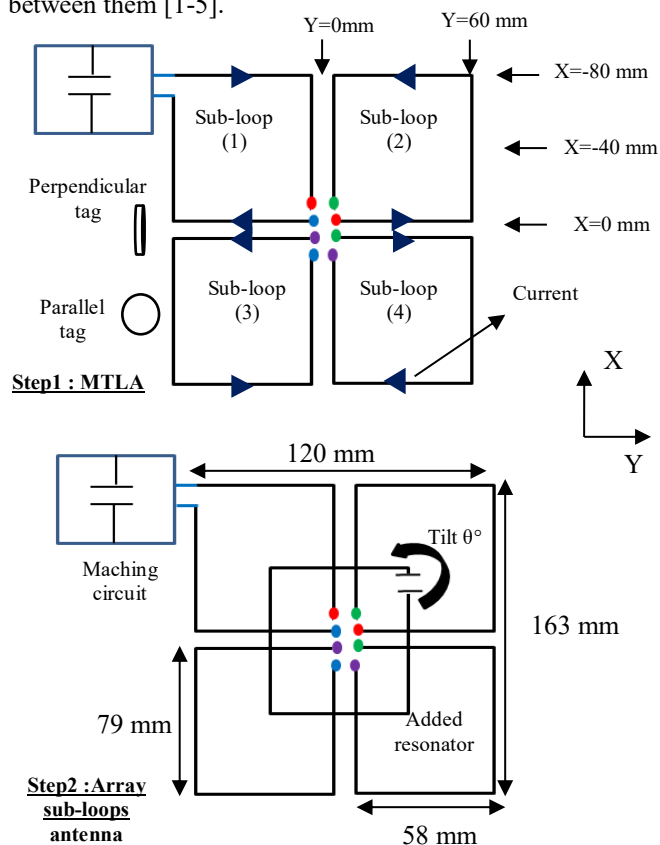 between them [1-5].
Y=0mm
Y=60 mm
X=-80 mm
Sub-loop
(1)
Sub-loop
(2)
X=-40 mm
Perpendicular
tag
X=0 mm
Sub-loop
(3)
Sub-loop
(4)
Current
Parallel
tag
Step1 : MTLA
X
Y
120 mm
Tilt θ°
Maching
circuit
163 mm
79 mm
Added
resonator
Step2 :Array
sub-loops
antenna
58 mm